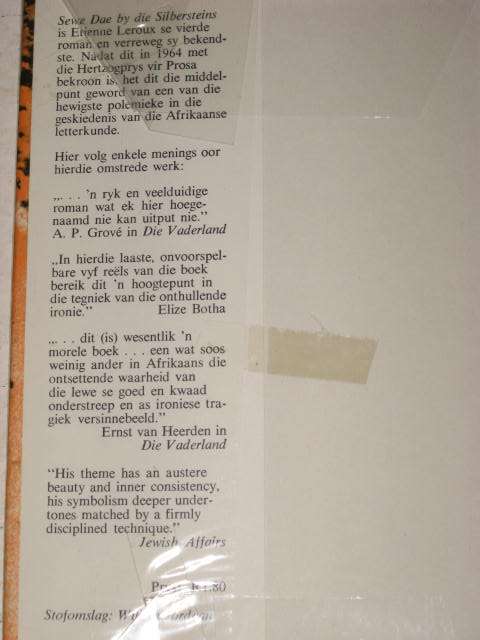 Sewe Dae by die Silbersteins
is Etienne Leroux se vierde
roman en verreweg sy bekend-
ste. Nadat dit in 1964 met
die Hertzogprys vir Prosa
bekroon is, het dit die middel-
punt geword van een van die
hewigste polemieke in die
geskiedenis van die Afrikaanse
letterkunde.
Hier volg enkele menings oor
hierdie omstrede werk:
„. . . 'n ryk en veelduidige
roman wat ek hier hoege-
naamd nie kan uitput nie.”
A. P. Grové in Die Vaderland
„In hierdie laaste, onvoorspel-
bare vyf reëls van die boek
bereik dit 'n hoogtepunt in
die tegniek van die onthullende
ironie.” Elize Botha
„. . . dit (is) wesentlik 'n
morele boek . . . een wat soos
weinig ander in Afrikaans die
ontsettende waarheid van
die lewe se goed en kwaad
onderstreep en as ironiese tra-
giek versinnebeeld.”
Ernst van Heerden in
Die Vaderland
“His theme has an austere
beauty and inner consistency,
his symbolism deeper under-
tones matched by a firmly
disciplined technique.”
Jewish Affairs
Stofomslag: